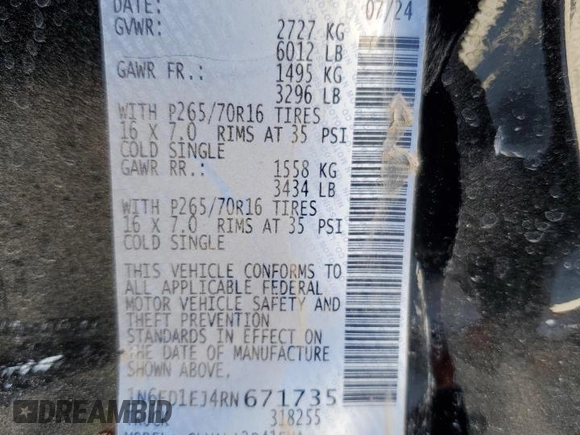 DATE: 07/24
GVWR: 2727 KG
6012 LB
GAWR FR.: 1495 KG
3296 LB
WITH P265/70R16 TIRES
16 X 7.0 RIMS AT 35 PSI
COLD SINGLE
GAWR RR.: 1558 KG
3434 LB
WITH P265/70R16 TIRES
16 X 7.0 RIMS AT 35 PSI
COLD SINGLE
THIS VEHICLE CONFORMS TO
ALL APPLICABLE FEDERAL
MOTOR VEHICLE SAFETY AND
THEFT PREVENTION
STANDARDS IN EFFECT ON
THE DATE OF MANUFACTURE
SHOWN ABOVE.
1N6ED1EJ4RN671735
TRUCK 318255
DREAMBID